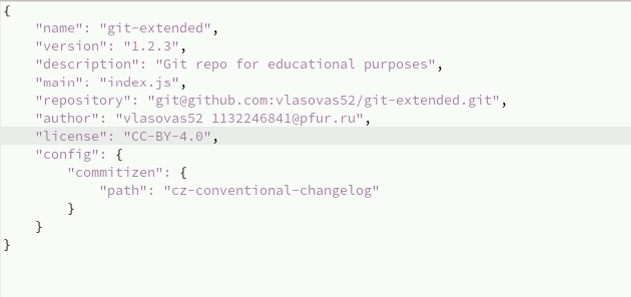 {
    "name": "git-extended",
    "version": "1.2.3",
    "description": "Git repo for educational purposes",
    "main": "index.js",
    "repository": "git@github.com:vlasovas52/git-extended.git",
    "author": "vlasovas52 1132246841@pfur.ru",
    "license": "CC-BY-4.0",
    "config": {
        "commitizen": {
            "path": "cz-conventional-changelog"
        }
    }
}